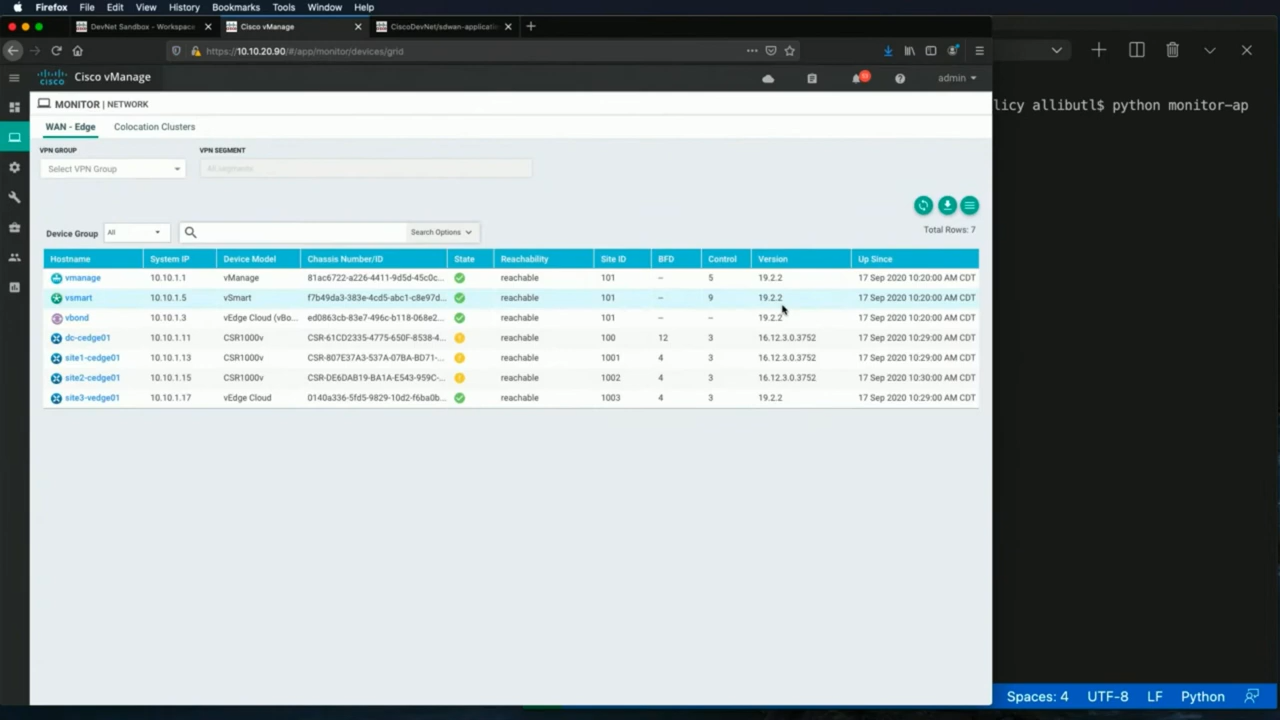 Firefox File Edit View History Bookmarks Tools Window Help
DevNet Sandbox - Workspace Cisco vManage CiscoDevNet/sdwan-applicatio
https://10.10.20.90/#/app/monitor/devices/grid
cisco Cisco vManage admin
MONITOR | NETWORK
licy allibutl$ python monitor-ap
WAN - Edge Colocation Clusters
VPN GROUP VPN SEGMENT
Select VPN Group All segments
Device Group All Search Options Total Rows: 7
Hostname System IP Device Model Chassis Number/ID State Reachability Site ID BFD Control Version Up Since
vmanage 10.10.1.1 vManage 81ac6722-a226-4411-9d5d-45c0c... reachable 101 -- 5 19.2.2 17 Sep 2020 10:20:00 AM CDT
vsmart 10.10.1.5 vSmart f7b49da3-383e-4cd5-abc1-c8e97d... reachable 101 -- 9 19.2.2 17 Sep 2020 10:20:00 AM CDT
vbond 10.10.1.3 vEdge Cloud (vBo... ed0863cb-83e7-496c-b118-068e2... reachable 101 -- -- 19.2.2 17 Sep 2020 10:20:00 AM CDT
dc-cedge01 10.10.1.11 CSR1000v CSR-61CD2335-4775-650F-8538-4... reachable 100 12 3 16.12.3.0.3752 17 Sep 2020 10:29:00 AM CDT
site1-cedge01 10.10.1.13 CSR1000v CSR-807E37A3-537A-07BA-BD71-... reachable 1001 4 3 16.12.3.0.3752 17 Sep 2020 10:29:00 AM CDT
site2-cedge01 10.10.1.15 CSR1000v CSR-DE6DAB19-BA1A-E543-959C-... reachable 1002 4 3 16.12.3.0.3752 17 Sep 2020 10:30:00 AM CDT
site3-vedge01 10.10.1.17 vEdge Cloud 0140a336-5fd5-9829-10d2-f6ba0b... reachable 1003 4 3 19.2.2 17 Sep 2020 10:29:00 AM CDT
Spaces: 4 UTF-8 LF Python